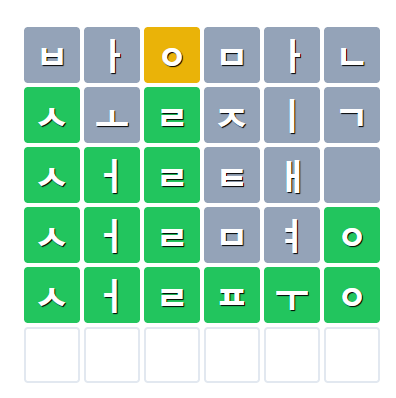 ㅂㅏㅇㅁㅏㄴ
ㅅㅗㄹㅈㅣㄱ
ㅅㅓㄹㅌㅐ
ㅅㅓㄹㅁㅕㅇ
ㅅㅓㄹㅍㅜㅇ